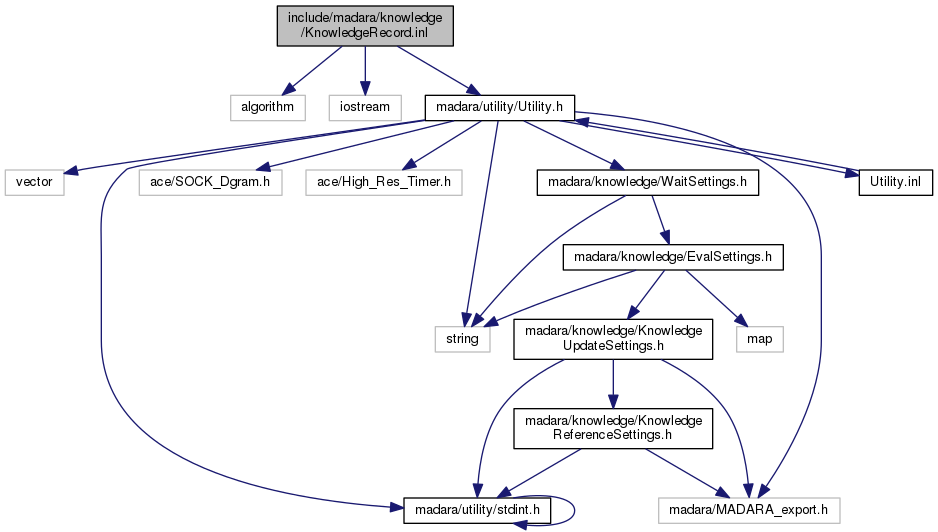 include/madara/knowledge
/KnowledgeRecord.inl
algorithm
iostream
madara/utility/Utility.h
vector
ace/SOCK_Dgram.h
ace/High_Res_Timer.h
madara/knowledge/WaitSettings.h
Utility.inl
madara/knowledge/EvalSettings.h
string
madara/knowledge/Knowledge
UpdateSettings.h
map
madara/knowledge/Knowledge
ReferenceSettings.h
madara/utility/stdint.h
madara/MADARA_export.h